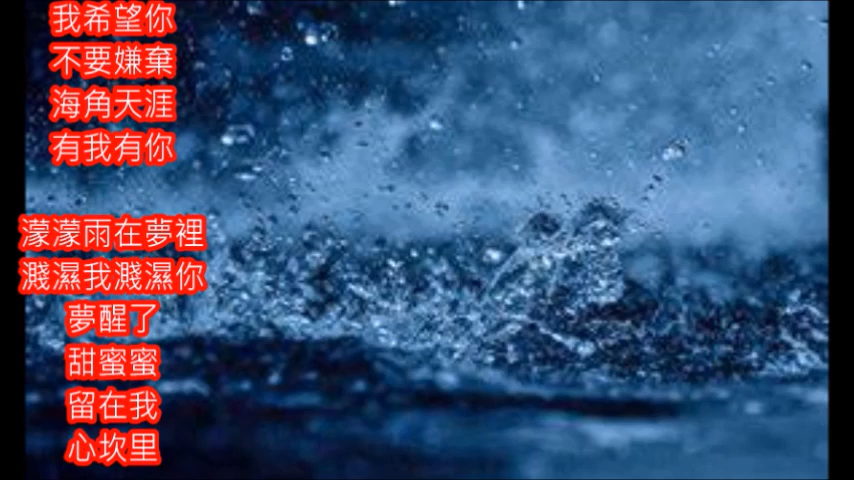 我希望你
不要嫌棄
海角天涯
有我有你
濛濛雨在夢裡
濺濕我濺濕你
夢醒了
甜蜜蜜
留在我
心坎里